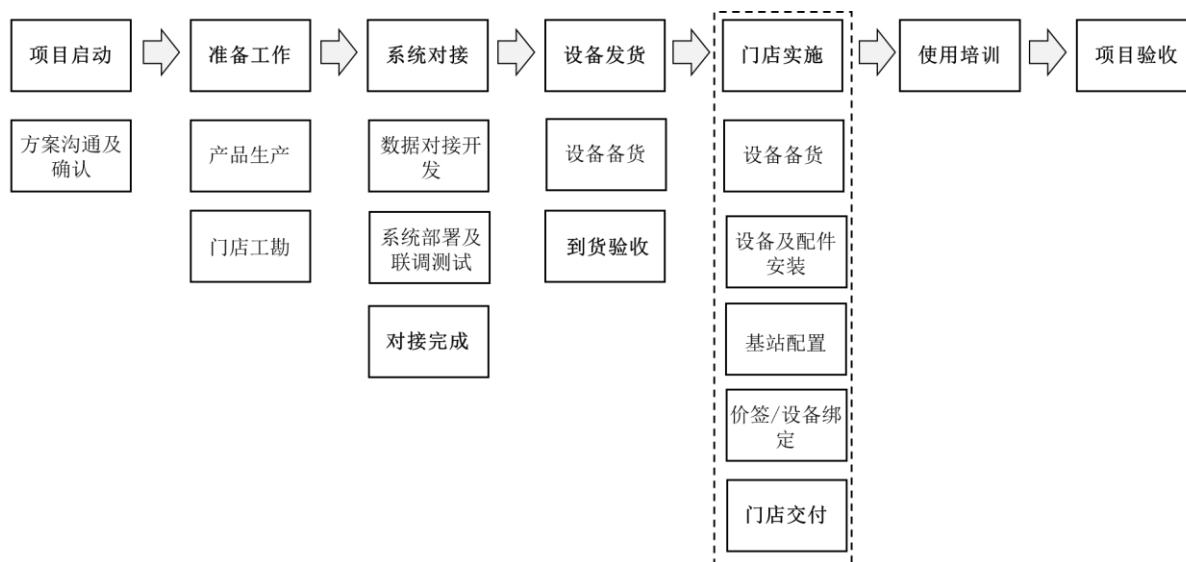 项目启动
准备工作
系统对接
设备发货
门店实施
使用培训
项目验收
方案沟通及
确认
产品生产
数据对接开
发
设备备货
设备备货
门店工勘
系统部署及
联调测试
到货验收
设备及配件
安装
对接完成
基站配置
价签/设备绑
定
门店交付